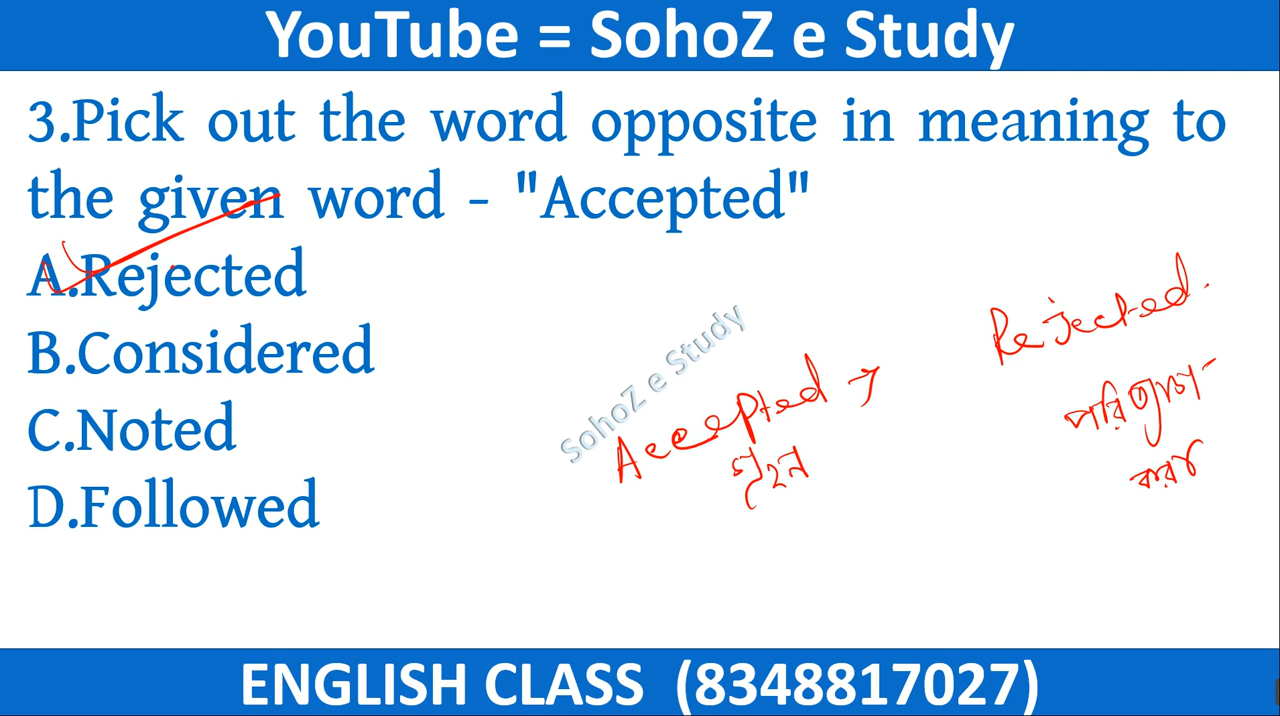 YouTube = SohoZ e Study
3.Pick out the word opposite in meaning to
the given word - "Accepted"
A.Rejected
B.Considered
C.Noted
D.Followed
SohoZ e Study
Accepted →
Rejected.
ENGLISH CLASS (8348817027)